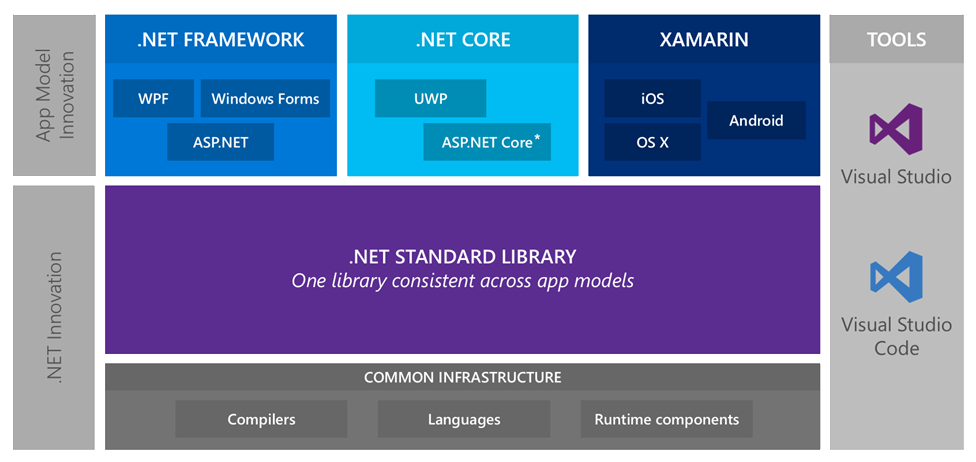 App Model
Innovation
.NET FRAMEWORK
WPF
Windows Forms
ASP.NET
.NET CORE
UWP
ASP.NET Core*
XAMARIN
iOS
Android
OS X
TOOLS
Visual Studio
Visual Studio
Code
.NET Innovation
.NET STANDARD LIBRARY
One library consistent across app models
COMMON INFRASTRUCTURE
Compilers
Languages
Runtime components